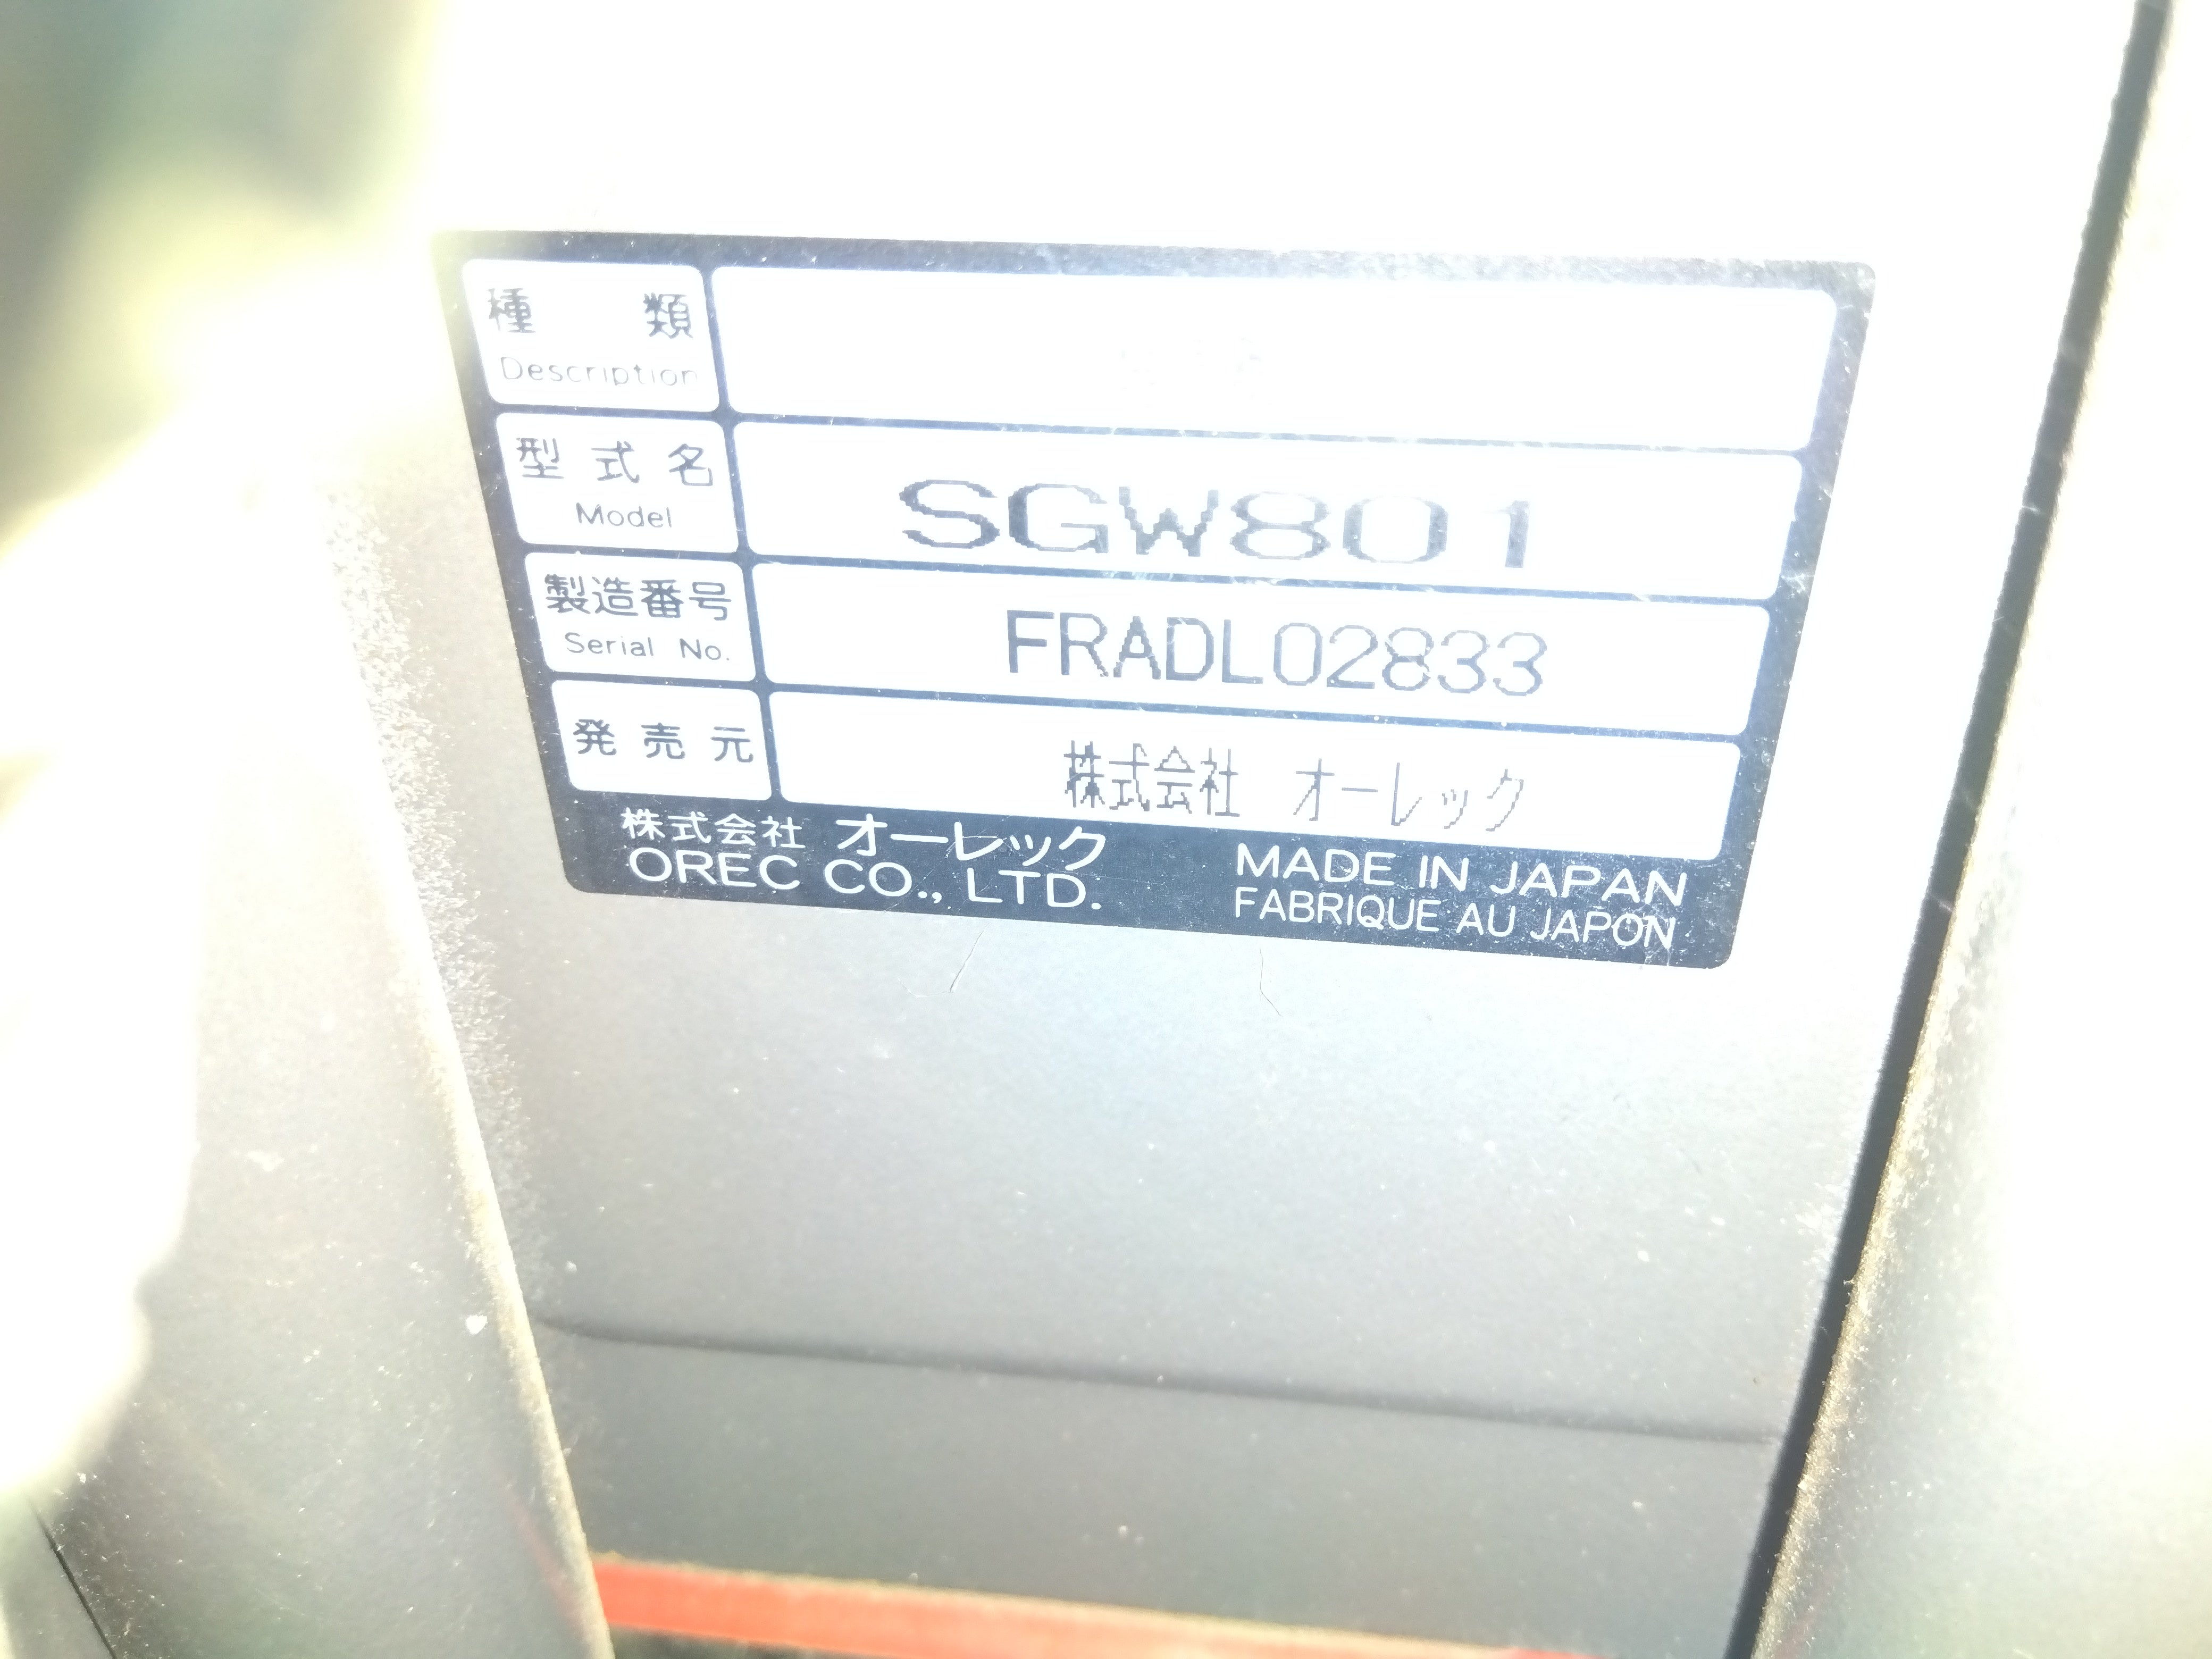 種類
Description
型式名 SGW801
Model
製造番号 FRADL02833
Serial No.
発売元 株式会社 オーレック
株式会社 オーレック
OREC CO., LTD.
MADE IN JAPAN
FABRIQUE AU JAPON